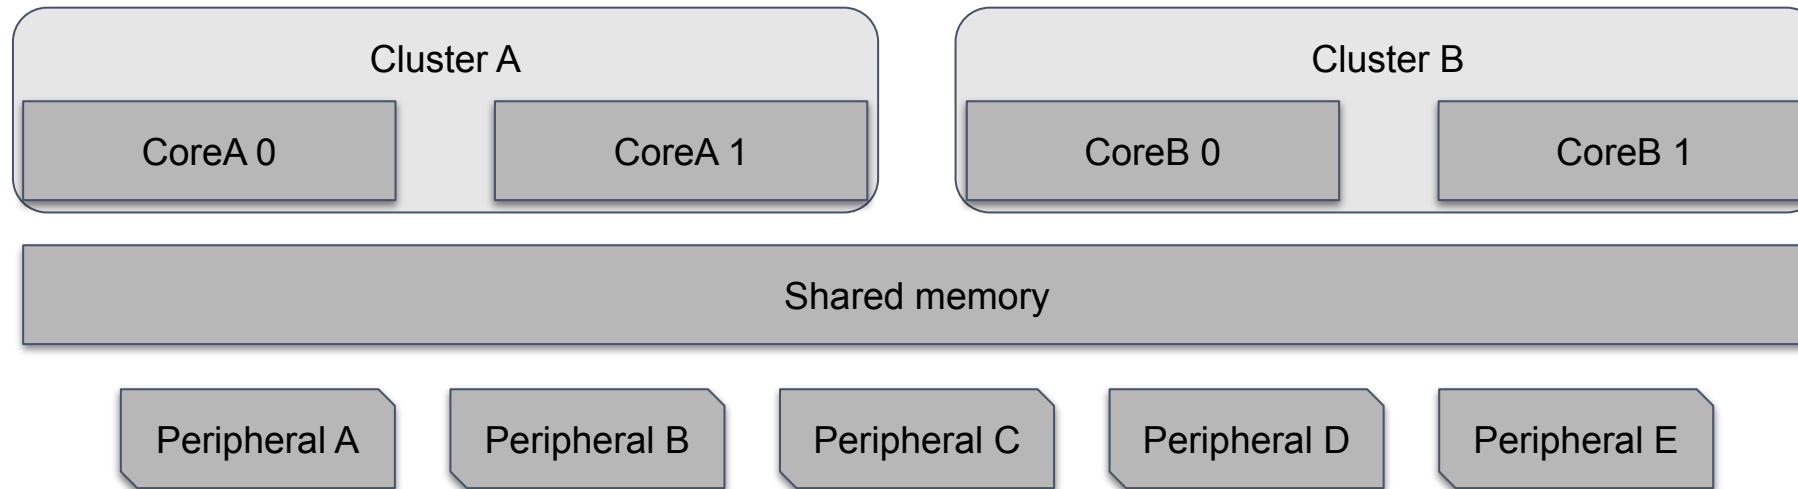 Cluster A
Cluster B
CoreA 0
CoreA 1
CoreB 0
CoreB 1
Shared memory
Peripheral A
Peripheral B
Peripheral C
Peripheral D
Peripheral E